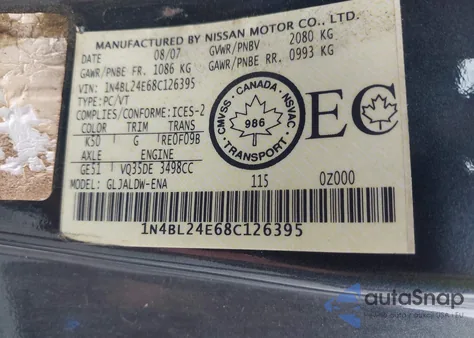 MANUFACTURED BY NISSAN MOTOR CO., LTD.
DATE 08/07 GVWR/PNBV 2080 KG
GAWR/PNBE FR. 1086 KG GAWR/PNBE RR. 0993 KG
VIN: 1N4BL24E68C126395
TYPE: PC/VT
COMPLIES/CONFORME: ICES-2
COLOR TRIM TRANS
K50 G RE0F09B
AXLE ENGINE
GE51 VQ35DE 3498CC
MODEL: GLJALDW-ENA 115 0Z000
CMVSS · CANADA · NSVAC
986
TRANSPORT
EC
1N4BL24E68C126395
autaSnap